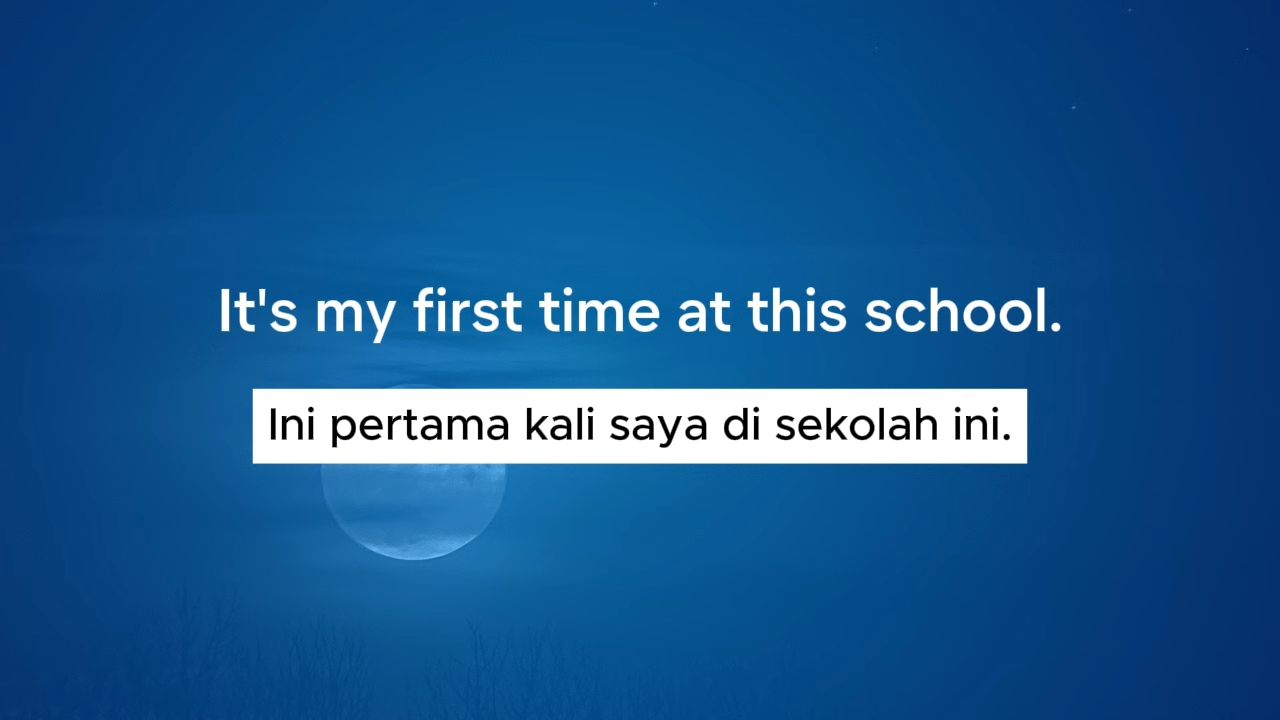 It's my first time at this school.
Ini pertama kali saya di sekolah ini.